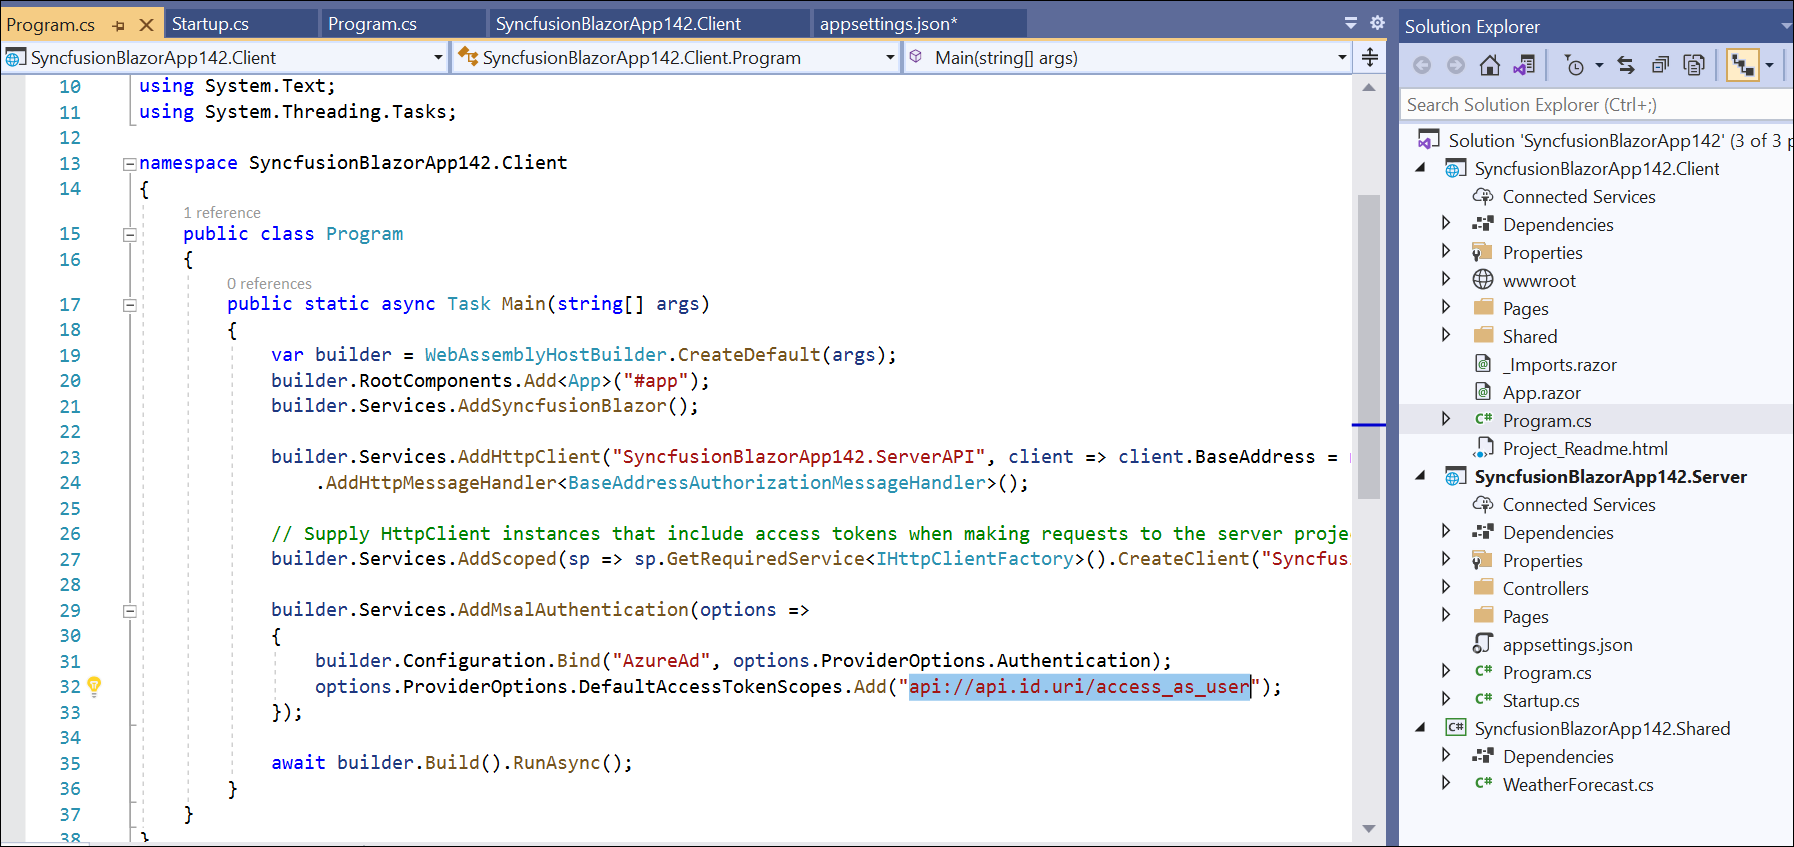 Program.cs
Startup.cs
Program.cs
SyncfusionBlazorApp142.Client
appsettings.json*
SyncfusionBlazorApp142.Client
SyncfusionBlazorApp142.Client.Program
Main(string[] args)
10 using System.Text;
11 using System.Threading.Tasks;
12
13 namespace SyncfusionBlazorApp142.Client
14 {
1 reference
15 public class Program
16 {
0 references
17 public static async Task Main(string[] args)
18 {
19 var builder = WebAssemblyHostBuilder.CreateDefault(args);
20 builder.RootComponents.Add<App>("#app");
21 builder.Services.AddSyncfusionBlazor();
22
23 builder.Services.AddHttpClient("SyncfusionBlazorApp142.ServerAPI", client => client.BaseAddress =
24 .AddHttpMessageHandler<BaseAddressAuthorizationMessageHandler>();
25
26 // Supply HttpClient instances that include access tokens when making requests to the server proje
27 builder.Services.AddScoped(sp => sp.GetRequiredService<IHttpClientFactory>().CreateClient("Syncfus
28
29 builder.Services.AddMsalAuthentication(options =>
30 {
31 builder.Configuration.Bind("AzureAd", options.ProviderOptions.Authentication);
32 options.ProviderOptions.DefaultAccessTokenScopes.Add("api://api.id.uri/access_as_user");
33 });
34
35 await builder.Build().RunAsync();
36 }
37 }
38 }
Solution Explorer
Search Solution Explorer (Ctrl+;)
Solution 'SyncfusionBlazorApp142' (3 of 3 p
SyncfusionBlazorApp142.Client
Connected Services
Dependencies
Properties
wwwroot
Pages
Shared
_Imports.razor
App.razor
C# Program.cs
Project_Readme.html
SyncfusionBlazorApp142.Server
Connected Services
Dependencies
Properties
Controllers
Pages
appsettings.json
C# Program.cs
C# Startup.cs
C# SyncfusionBlazorApp142.Shared
Dependencies
C# WeatherForecast.cs